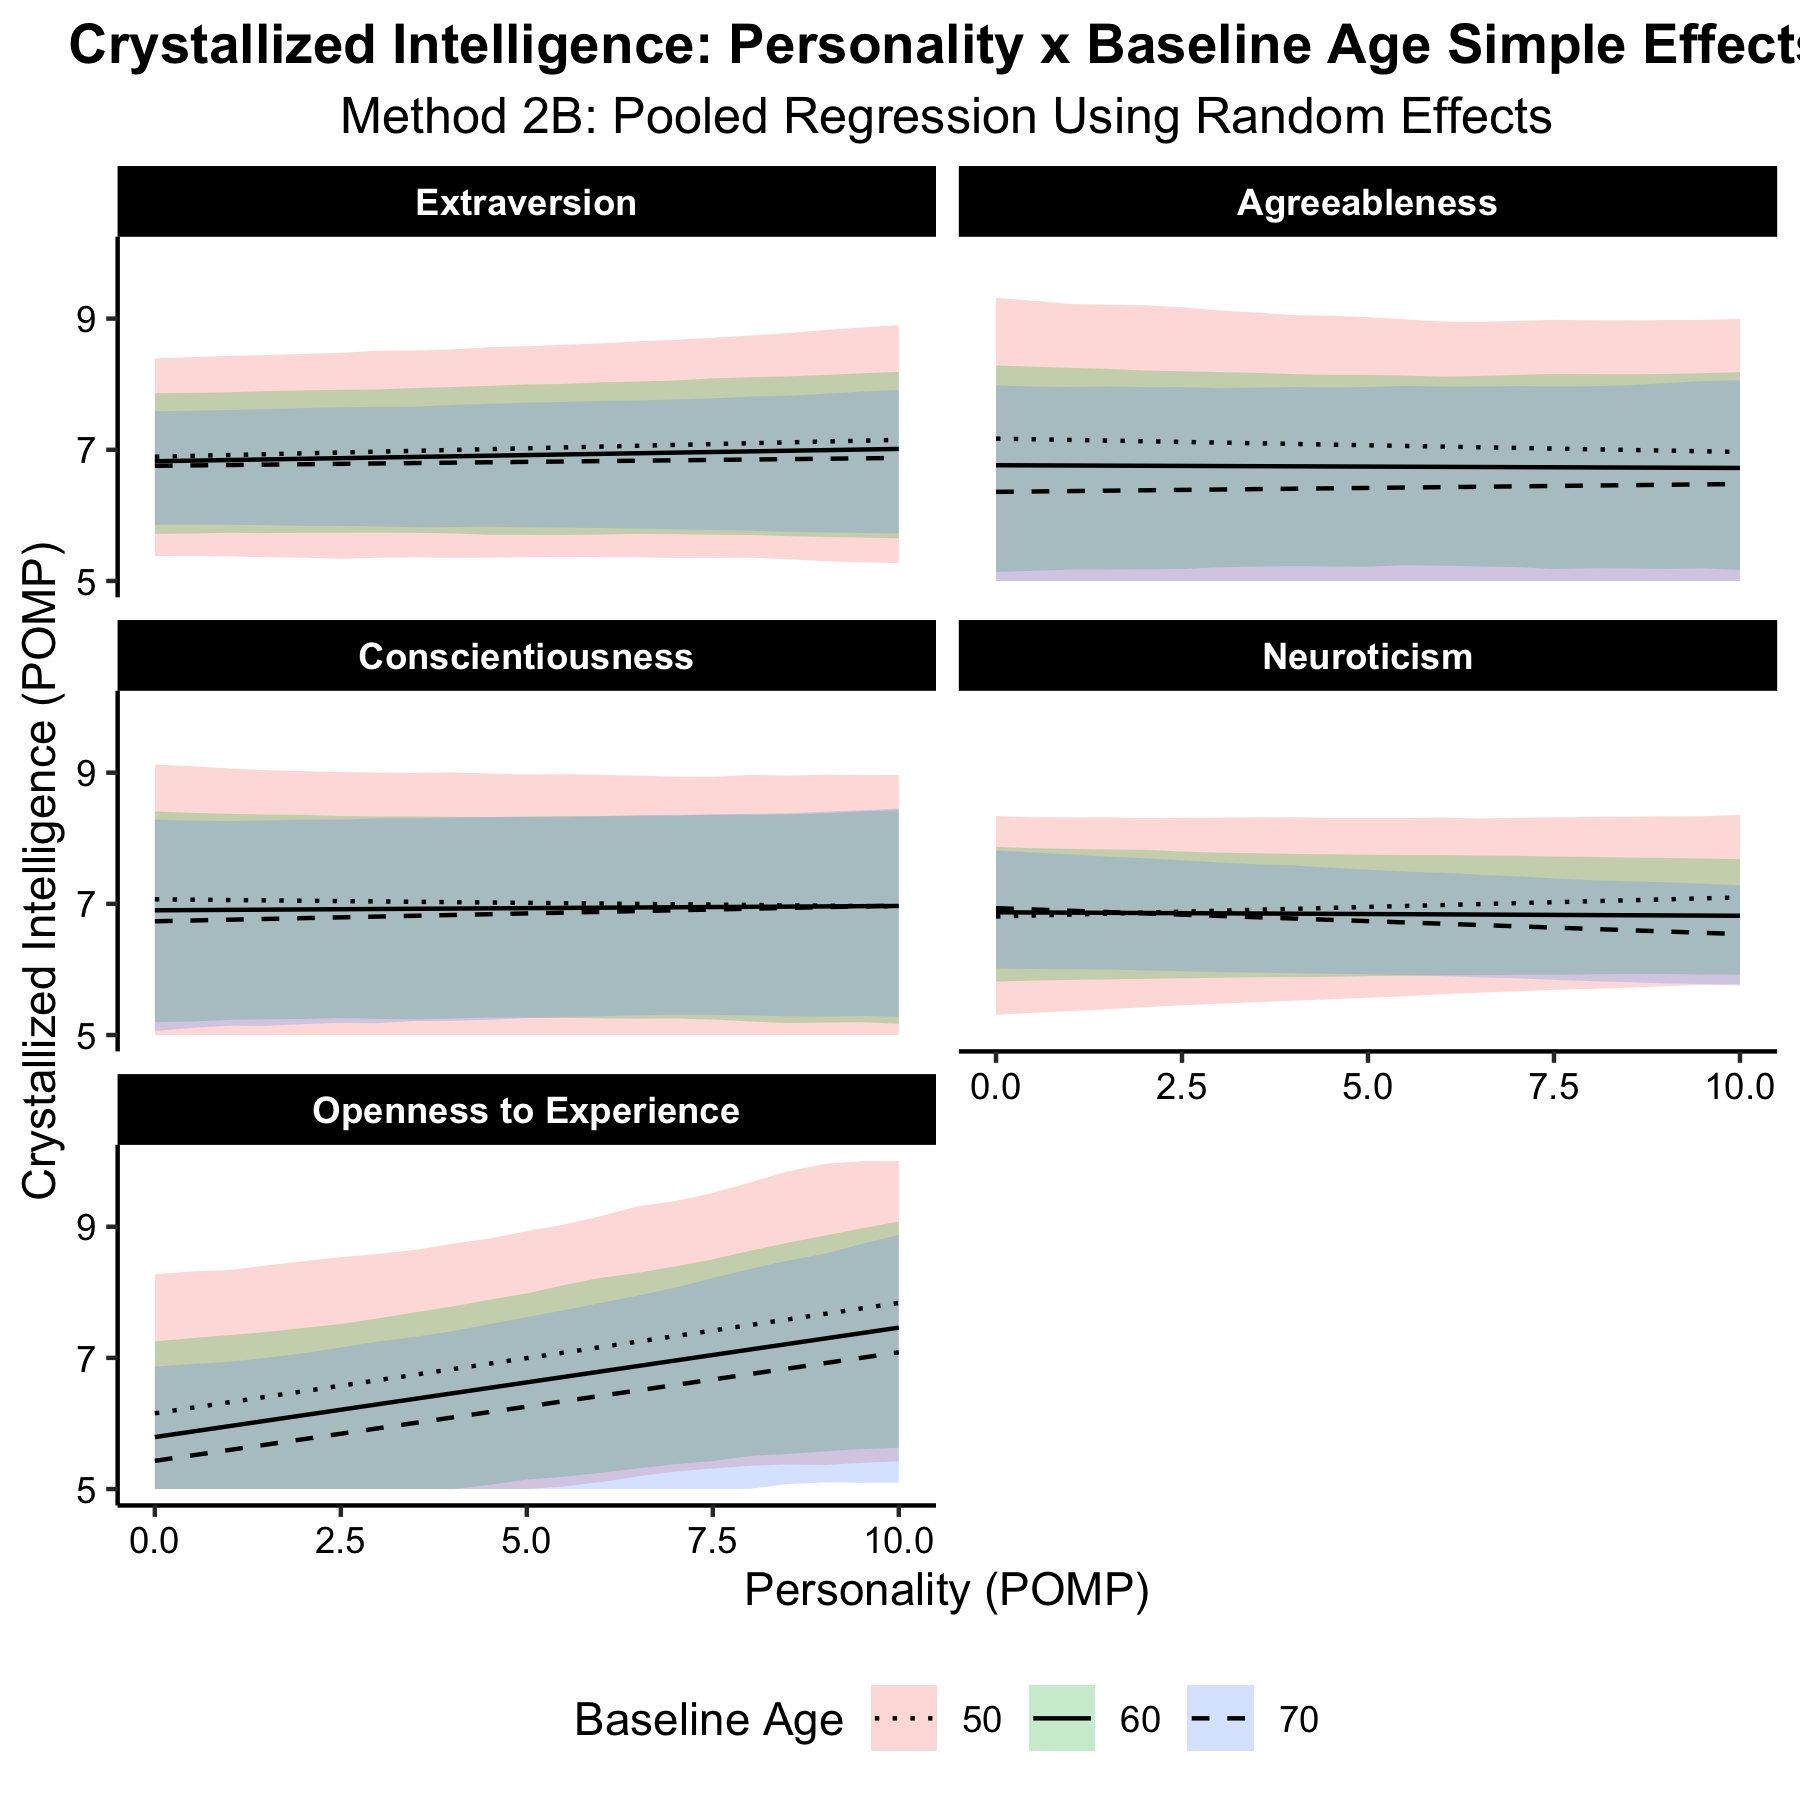 Crystallized Intelligence: Personality x Baseline Age Simple Effects
Method 2B: Pooled Regression Using Random Effects
Extraversion
Agreeableness
9
7
5
Conscientiousness
Neuroticism
9
7
5
0.0 2.5 5.0 7.5 10.0
Openness to Experience
9
7
5
0.0 2.5 5.0 7.5 10.0
Crystallized Intelligence (POMP)
Personality (POMP)
Baseline Age 50 60 70